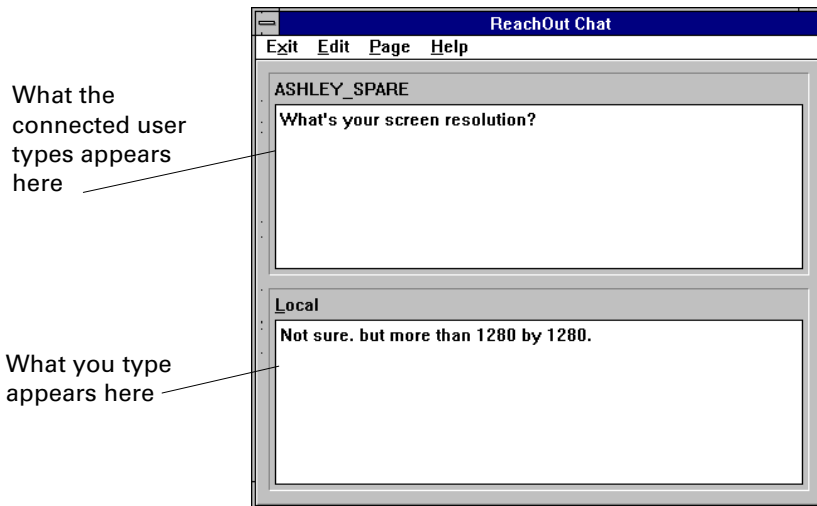 ReachOut Chat
Exit Edit Page Help
What the
connected user
types appears
here
ASHLEY_SPARE
What's your screen resolution?
Local
Not sure. but more than 1280 by 1280.
What you type
appears here